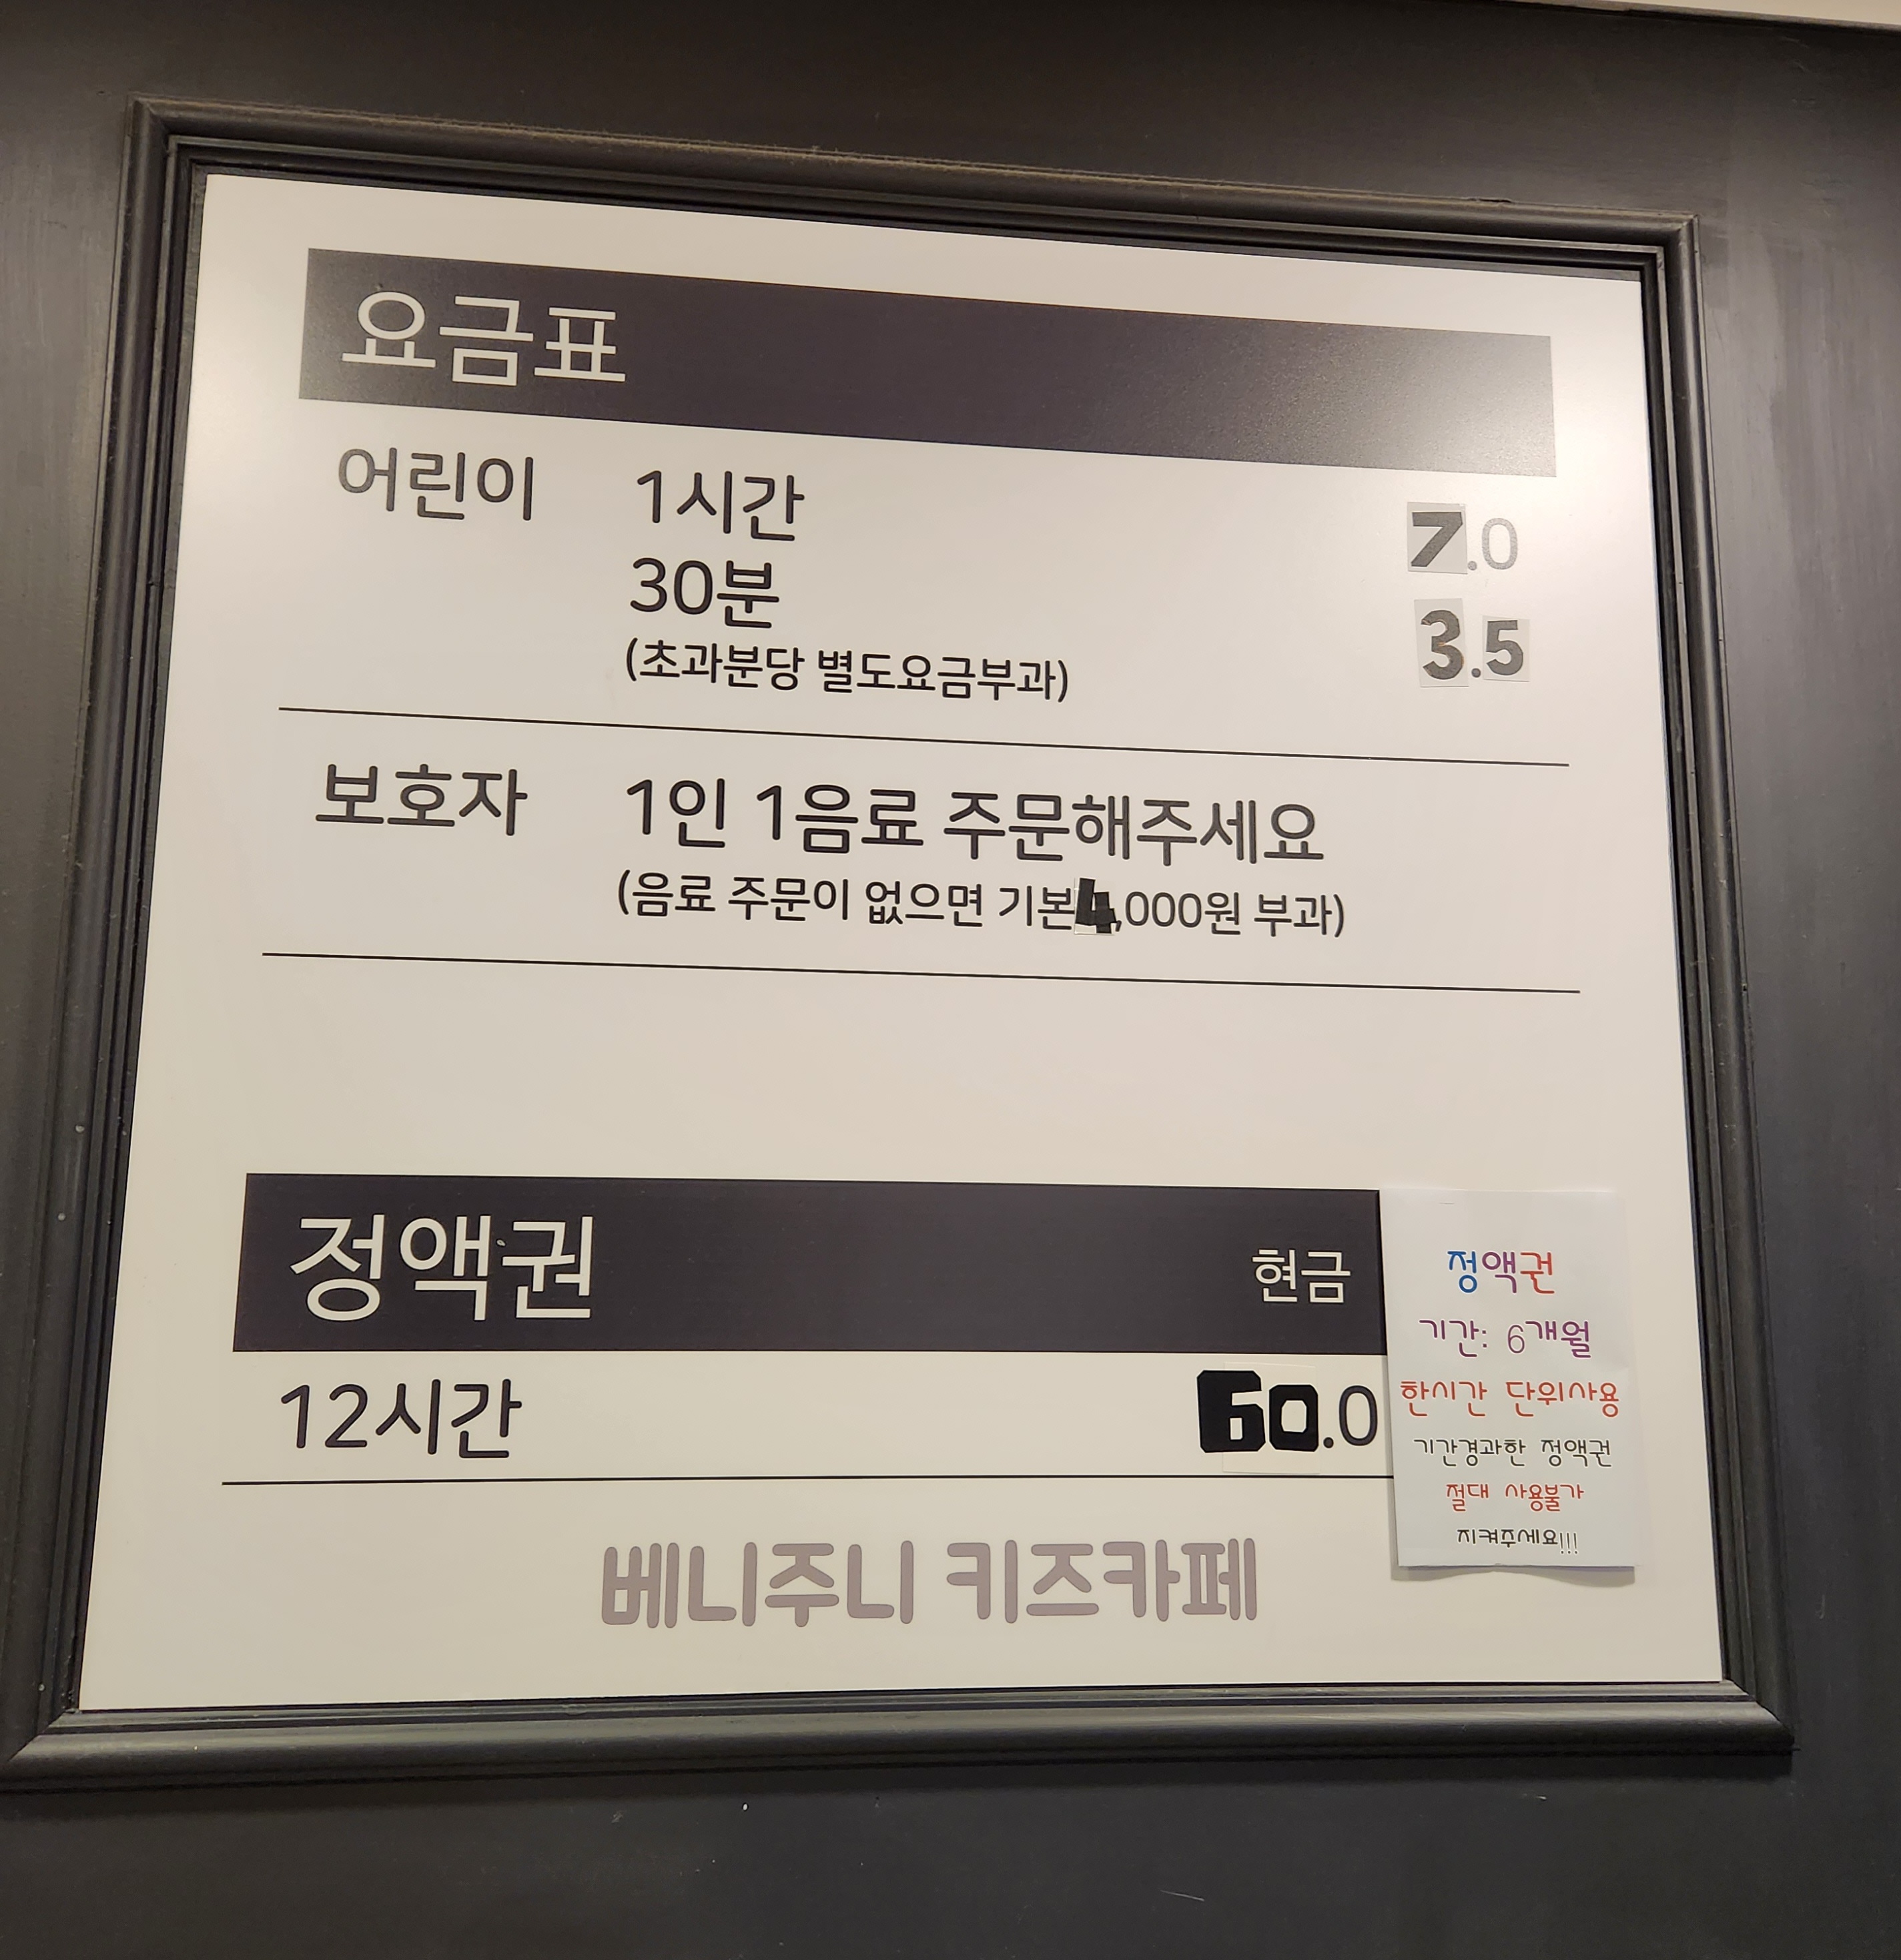 요금표
어린이 1시간 7.0
30분 3.5
(초과분당 별도요금부과)
보호자 1인 1음료 주문해주세요
(음료 주문이 없으면 기본4,000원 부과)
정액권 현금
12시간 60.0
정액권
기간: 6개월
한시간 단위사용
기간경과한 정액권
절대 사용불가
지켜주세요!!!
베니주니 키즈카페